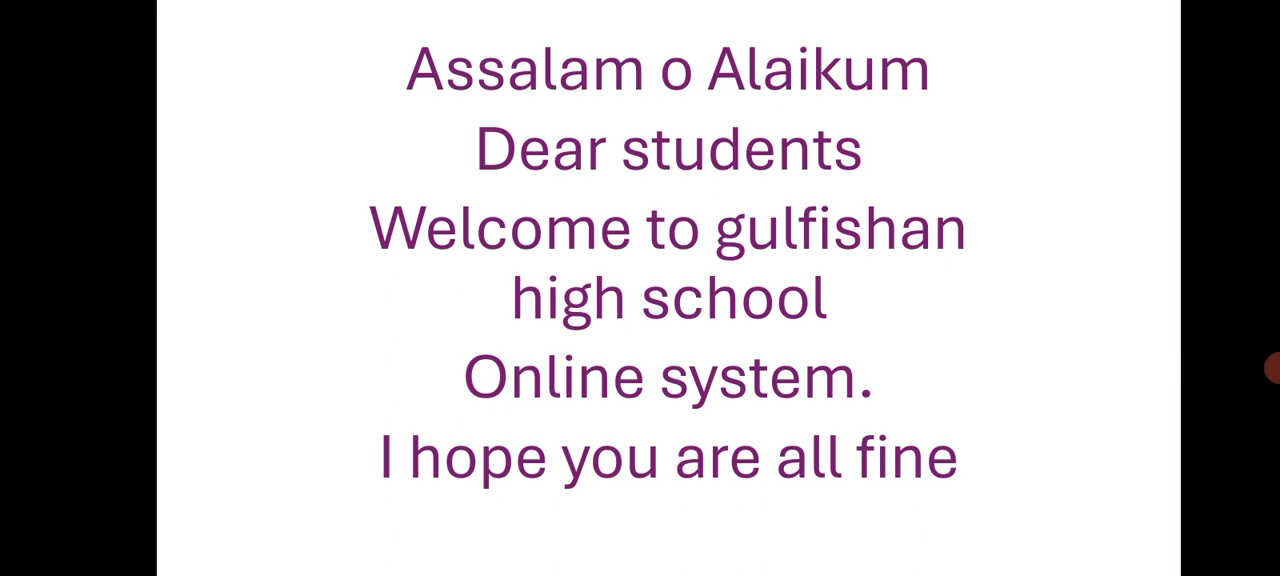 Assalam o Alaikum
Dear students
Welcome to gulfishan
high school
Online system.
I hope you are all fine